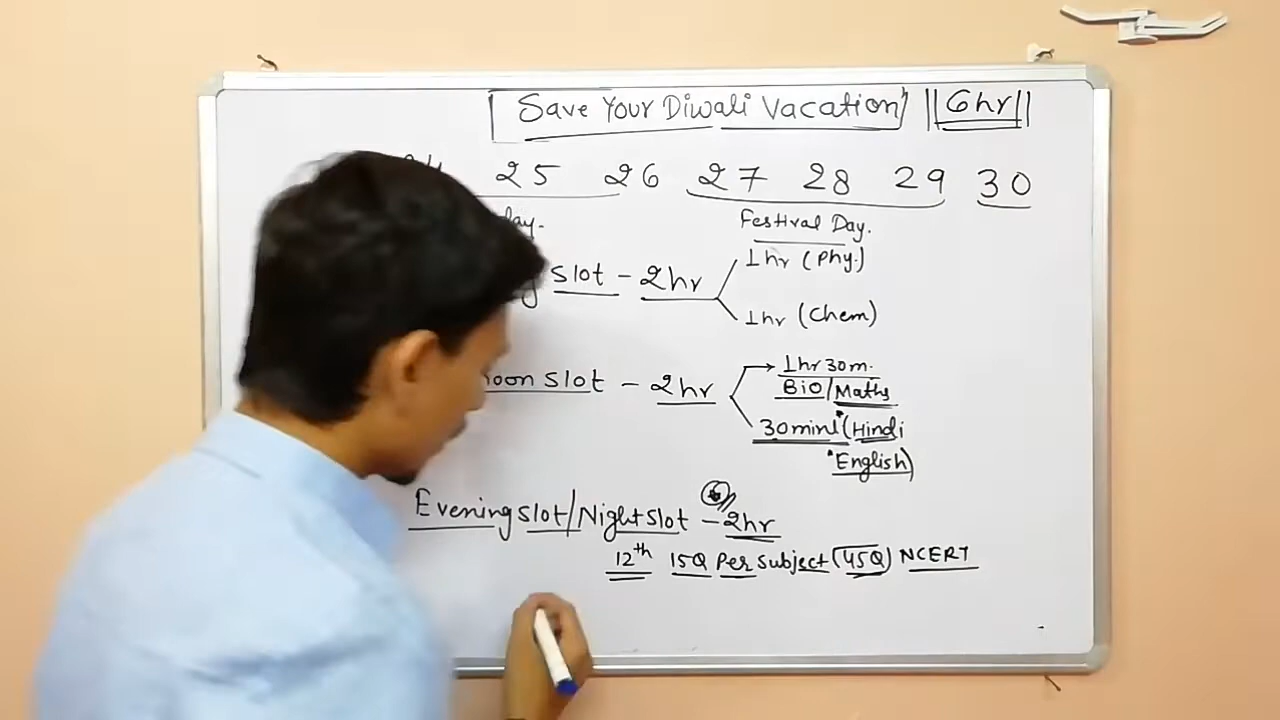 Save Your Diwali Vacation 6hr
25 26 27 28 29 30
Festival Day.
slot - 2hr
1hr (Phy.)
1hr (Chem)
noon slot - 2hr
1hr 30m.
Bio/Maths
30mint (Hindi
English)
Evening slot/Night slot - 2hr
12th 15Q Per Subject (45Q) NCERT